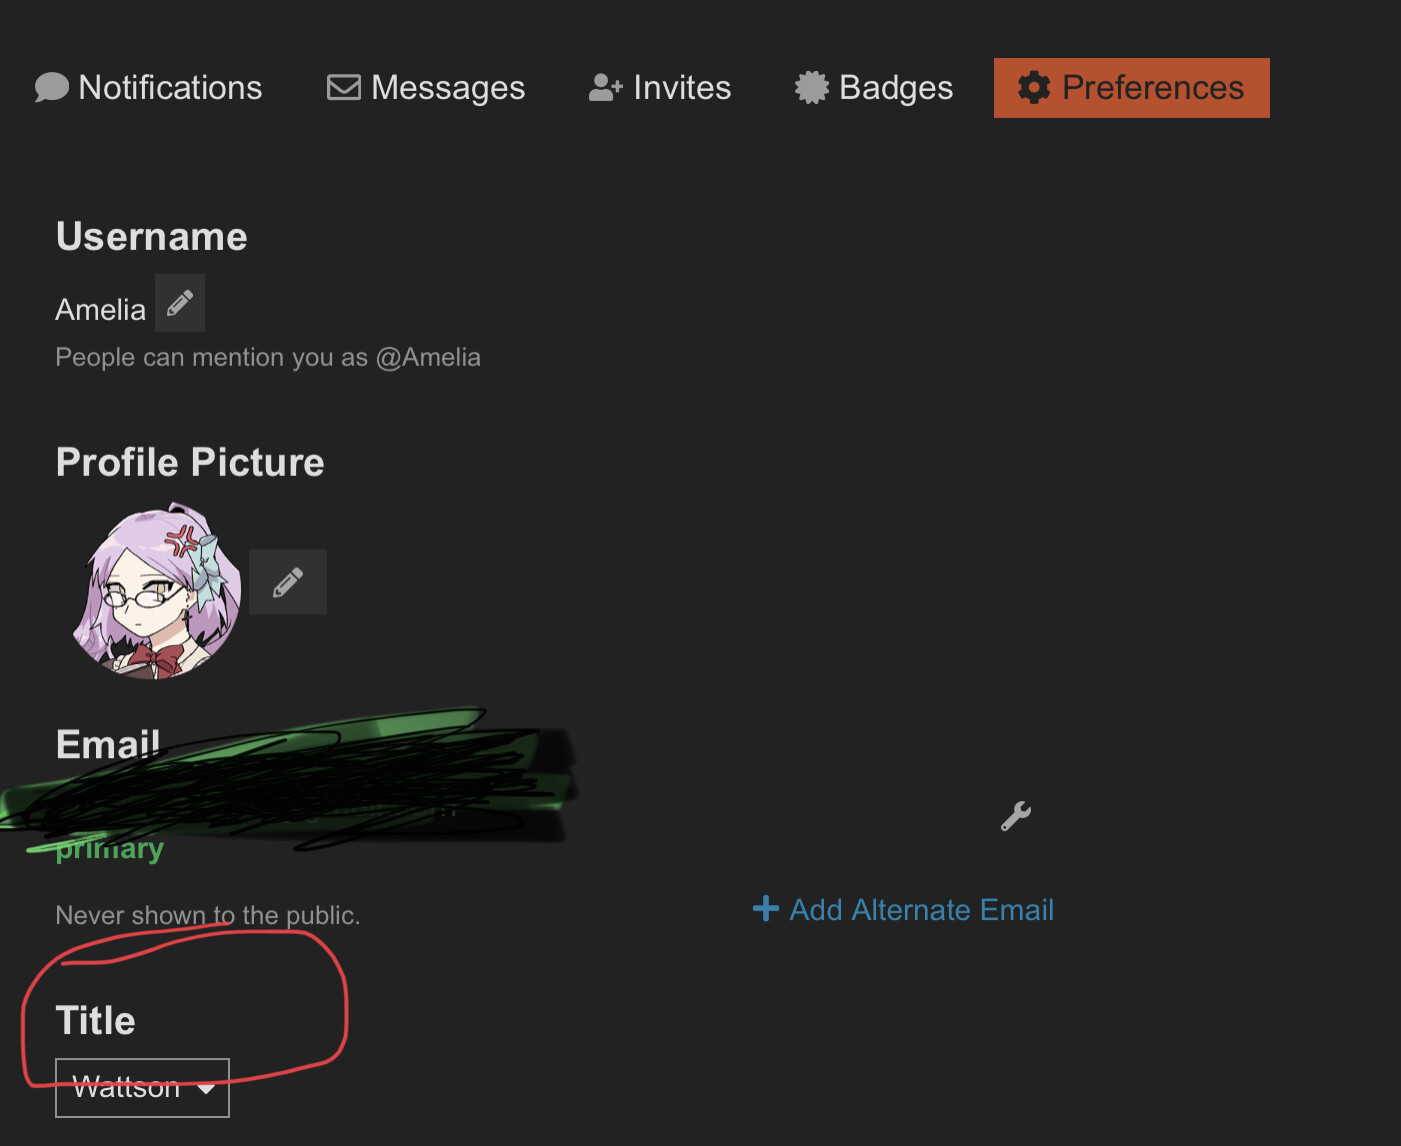 Notifications Messages Invites Badges Preferences
Username
Amelia
People can mention you as @Amelia
Profile Picture
Email
primary
Never shown to the public.
Add Alternate Email
Title
Wattson